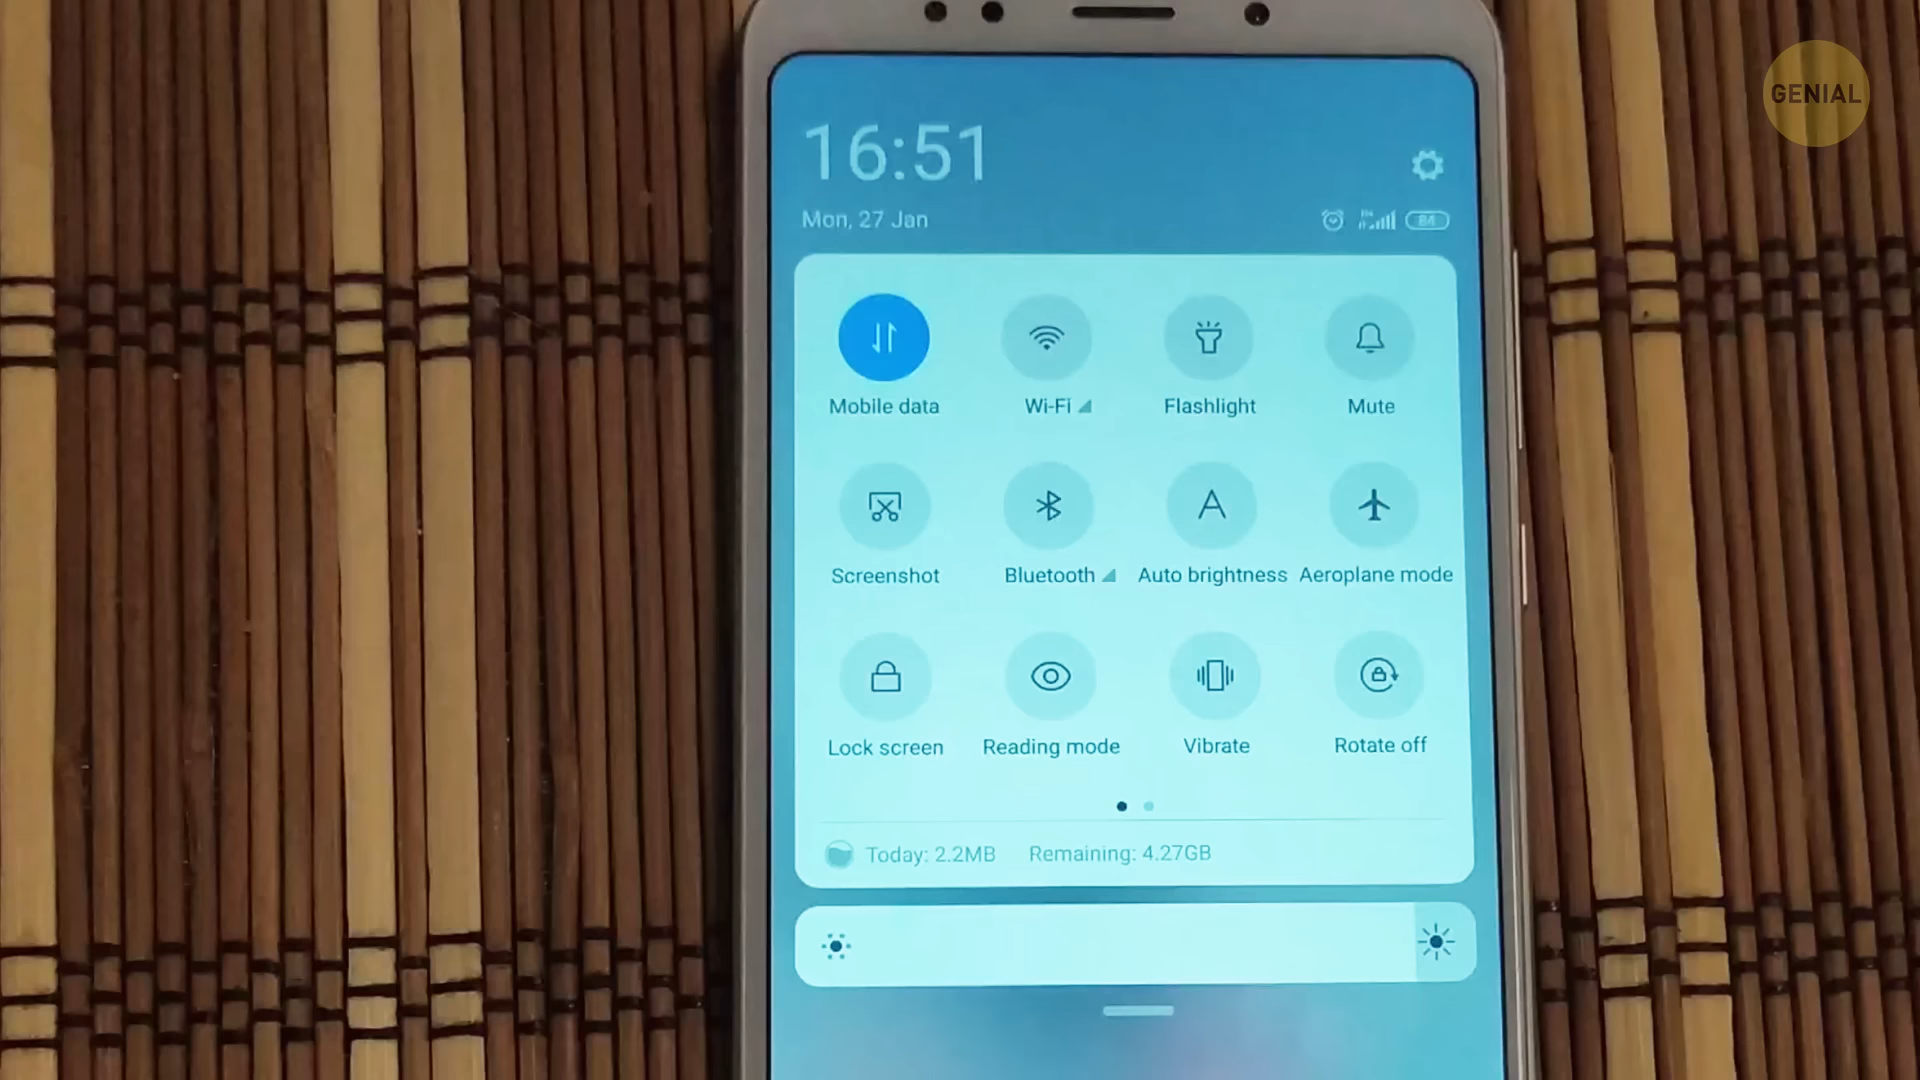 GENIAL
16:51
Mon, 27 Jan
84
Mobile data
Wi-Fi
Flashlight
Mute
Screenshot
Bluetooth
A
Auto brightness
Aeroplane mode
Lock screen
Reading mode
Vibrate
Rotate off
Today: 2.2MB Remaining: 4.27GB